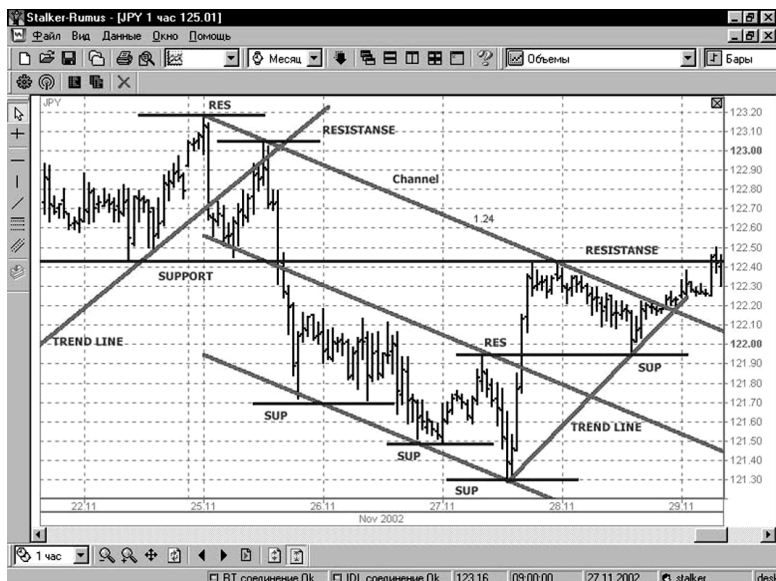 Stalker-Rumus - [JPY 1 час 125.01]
Файл Вид Данные Окно Помощь
Месяц
Объемы
Бары
JPY
RES
RESISTANSE
Channel
1.24
RESISTANSE
SUPPORT
TREND LINE
RES
SUP
SUP
TREND LINE
SUP
SUP
123.20
123.10
123.00
122.90
122.80
122.70
122.60
122.50
122.40
122.30
122.20
122.10
122.00
121.90
121.80
121.70
121.60
121.50
121.40
121.30
22.11 25.11 26.11 27.11 28.11 29.11
Nov 2002
1 час
BT соединение Ok IDL соединение Ok 123.16 09:00:00 27.11.2002 stalker